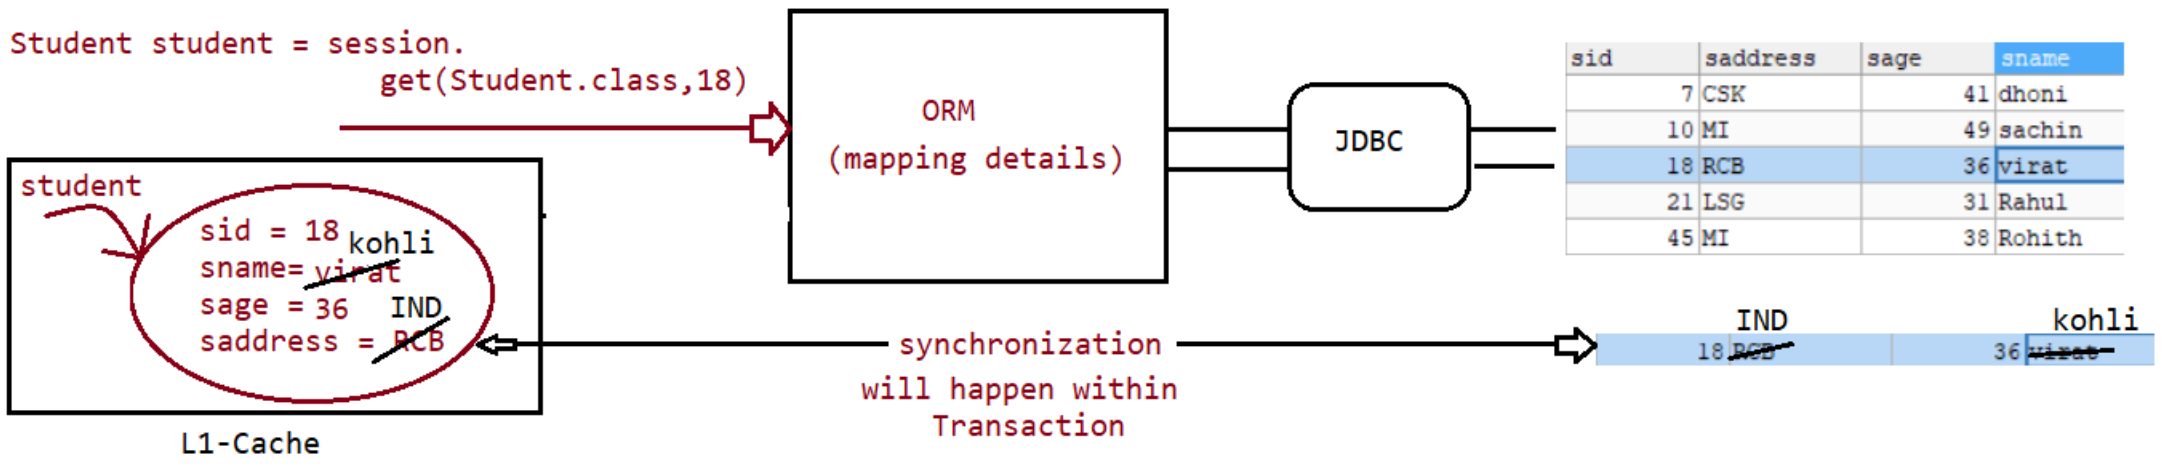 Student student = session.
get(Student.class,18)
student
sid = 18
kohli
sname= virat
sage = 36
IND
saddress = RCB
L1-Cache
ORM
(mapping details)
JDBC
synchronization
will happen within
Transaction
sid saddress sage sname
7 CSK 41 dhoni
10 MI 49 sachin
18 RCB 36 virat
21 LSG 31 Rahul
45 MI 38 Rohith
IND kohli
18 RCB 36 virat